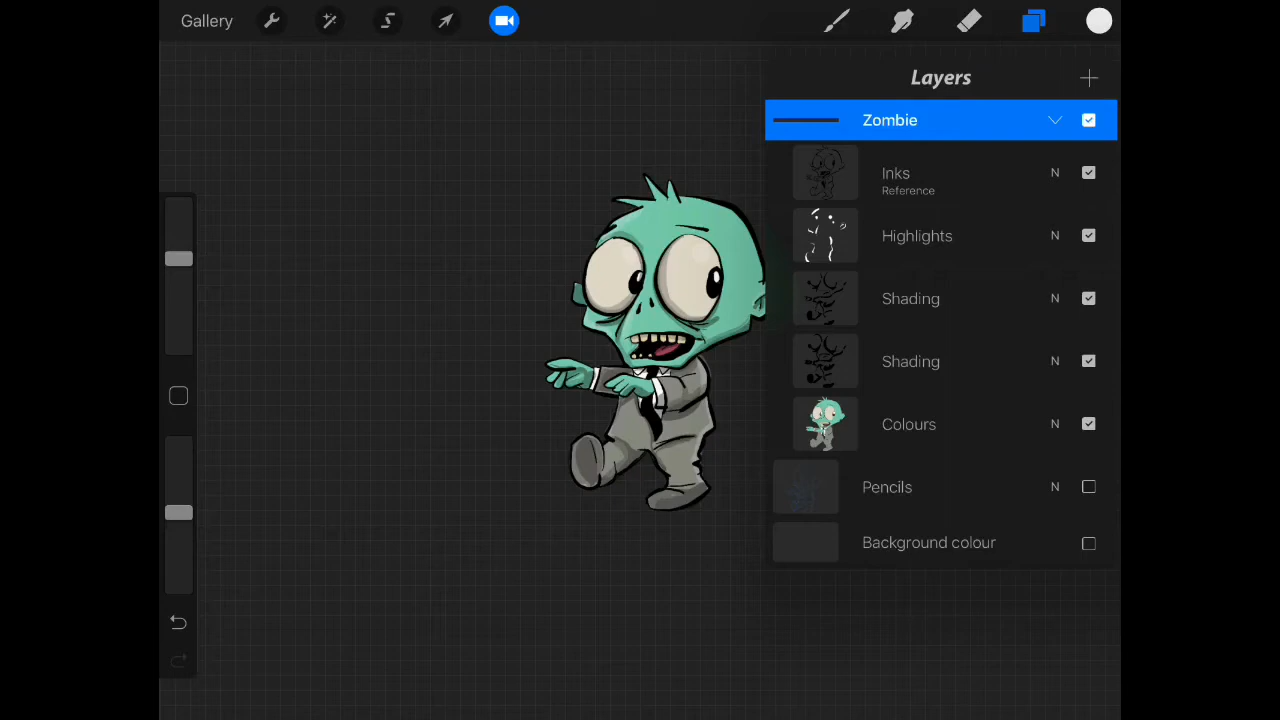 Gallery
Layers
Zombie
Inks N
Reference
Highlights N
Shading N
Shading N
Colours N
Pencils N
Background colour